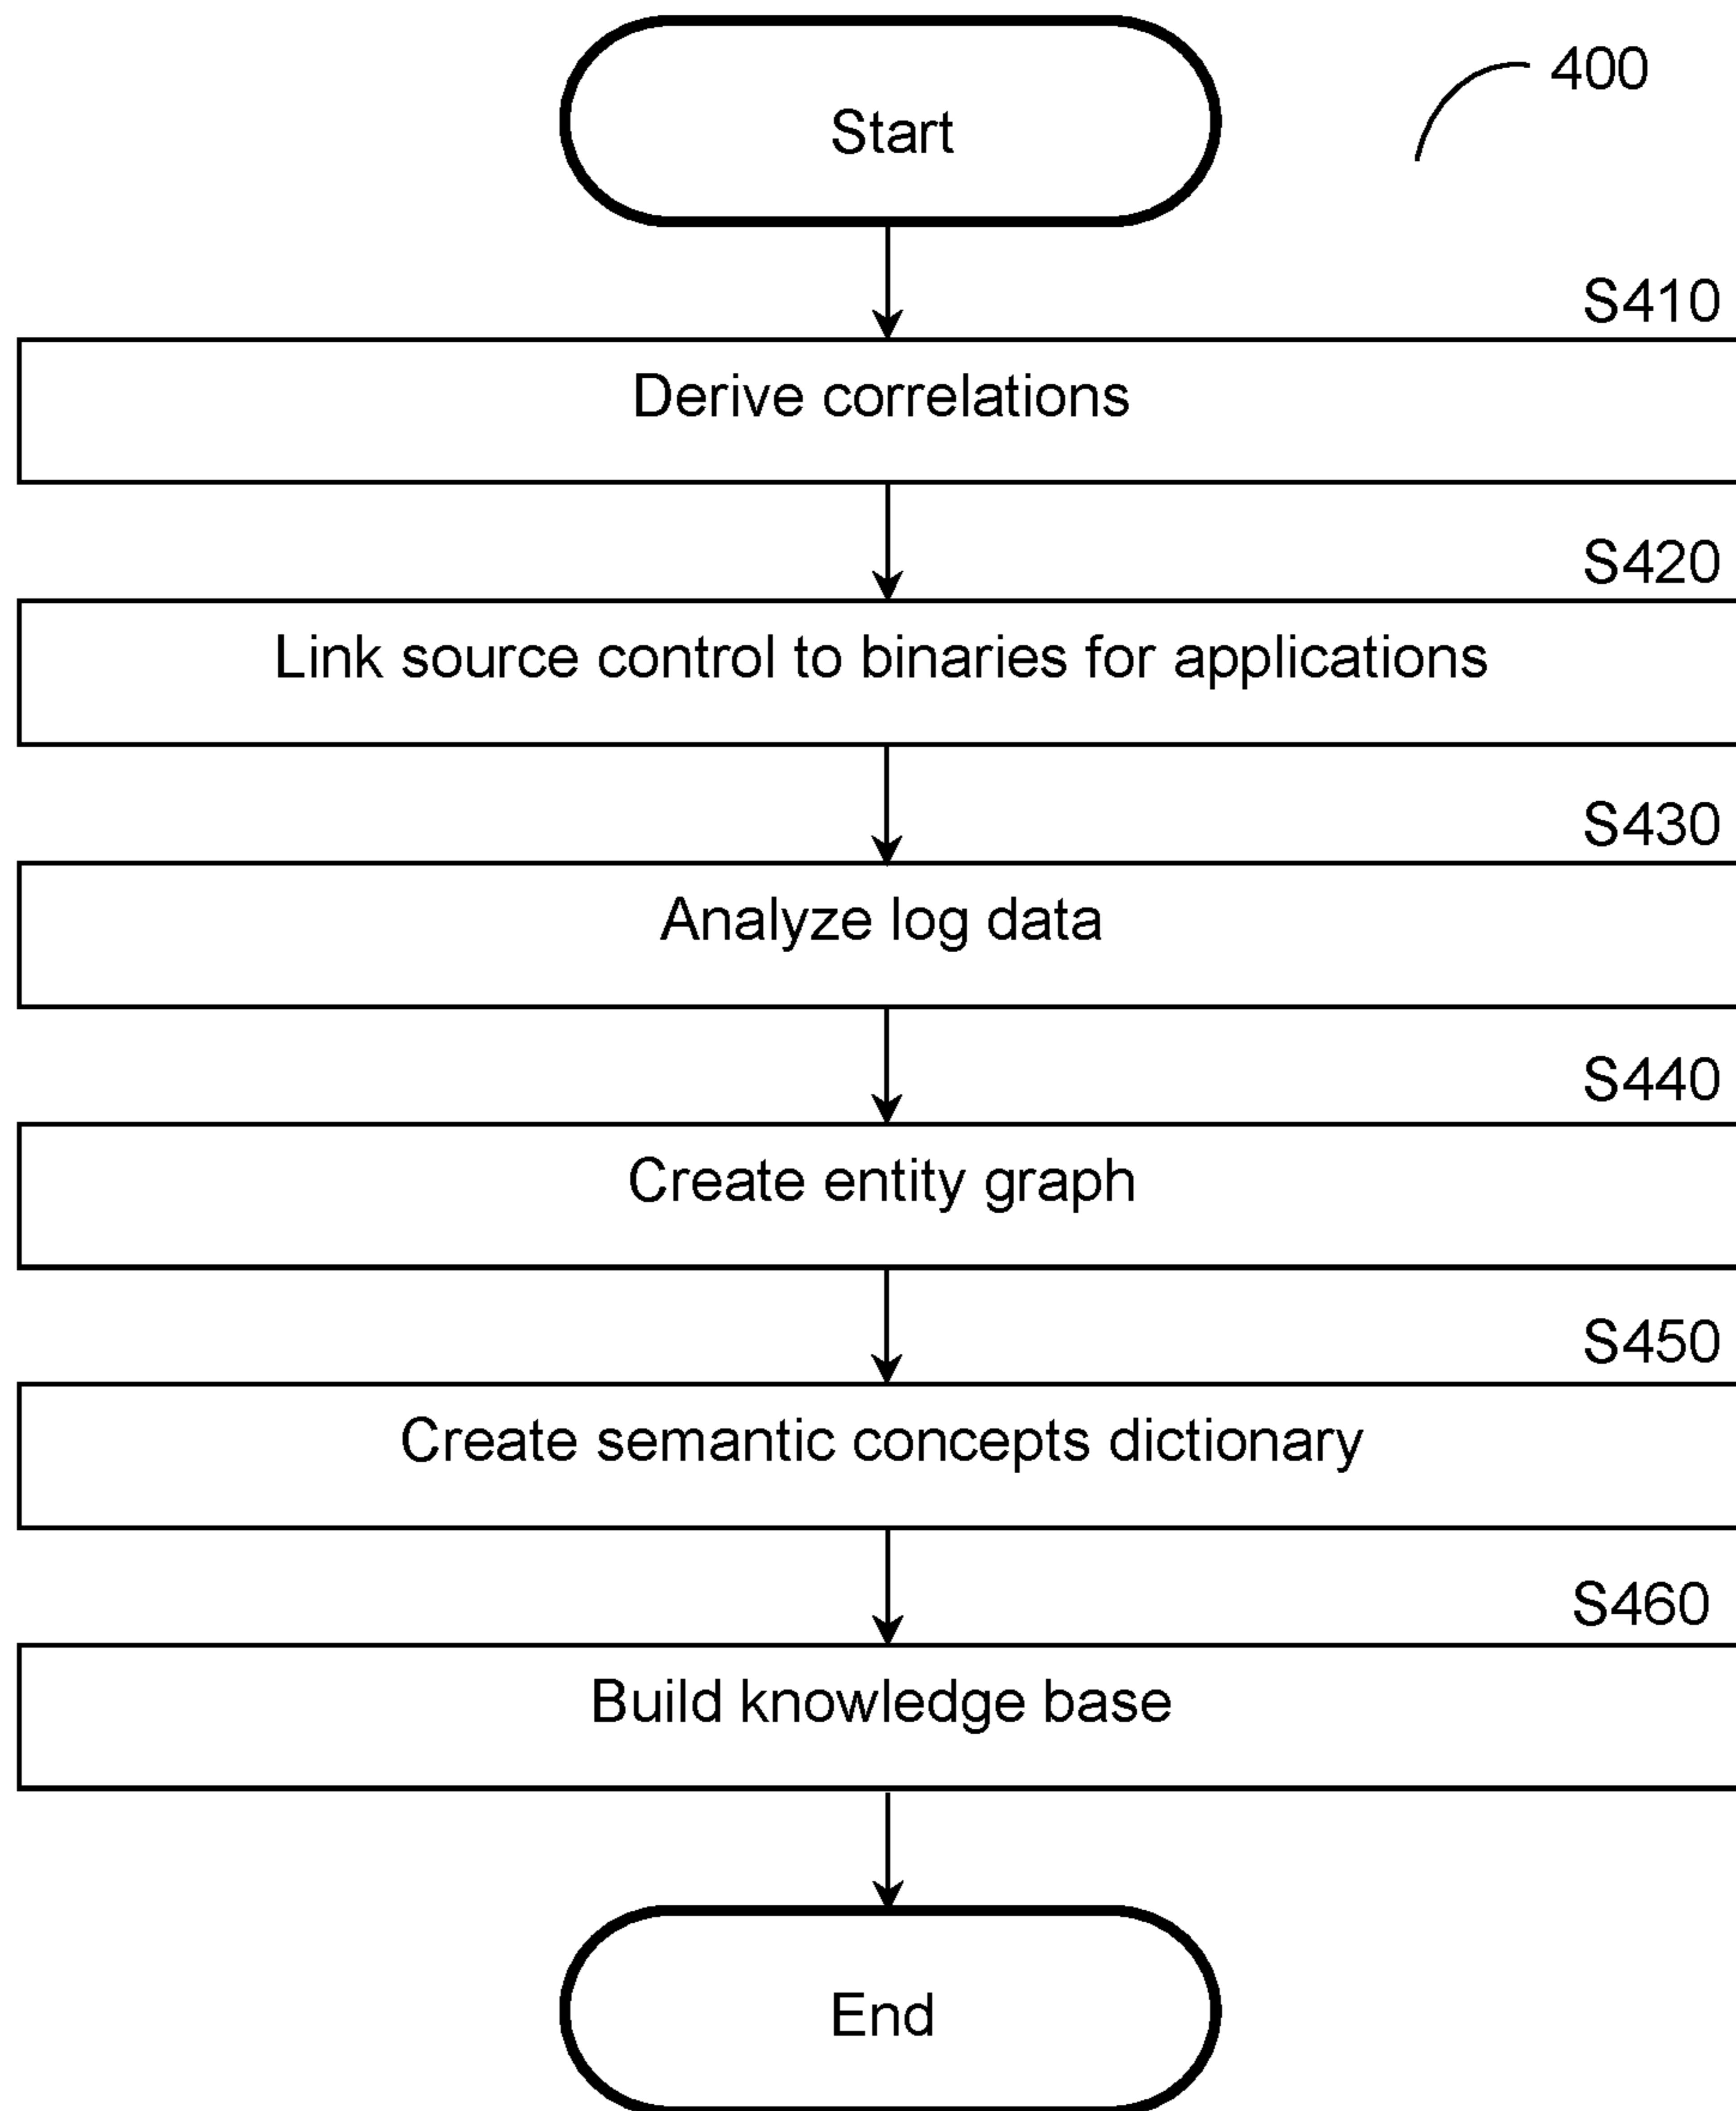 Start
400
S410
Derive correlations
S420
Link source control to binaries for applications
S430
Analyze log data
S440
Create entity graph
S450
Create semantic concepts dictionary
S460
Build knowledge base
End